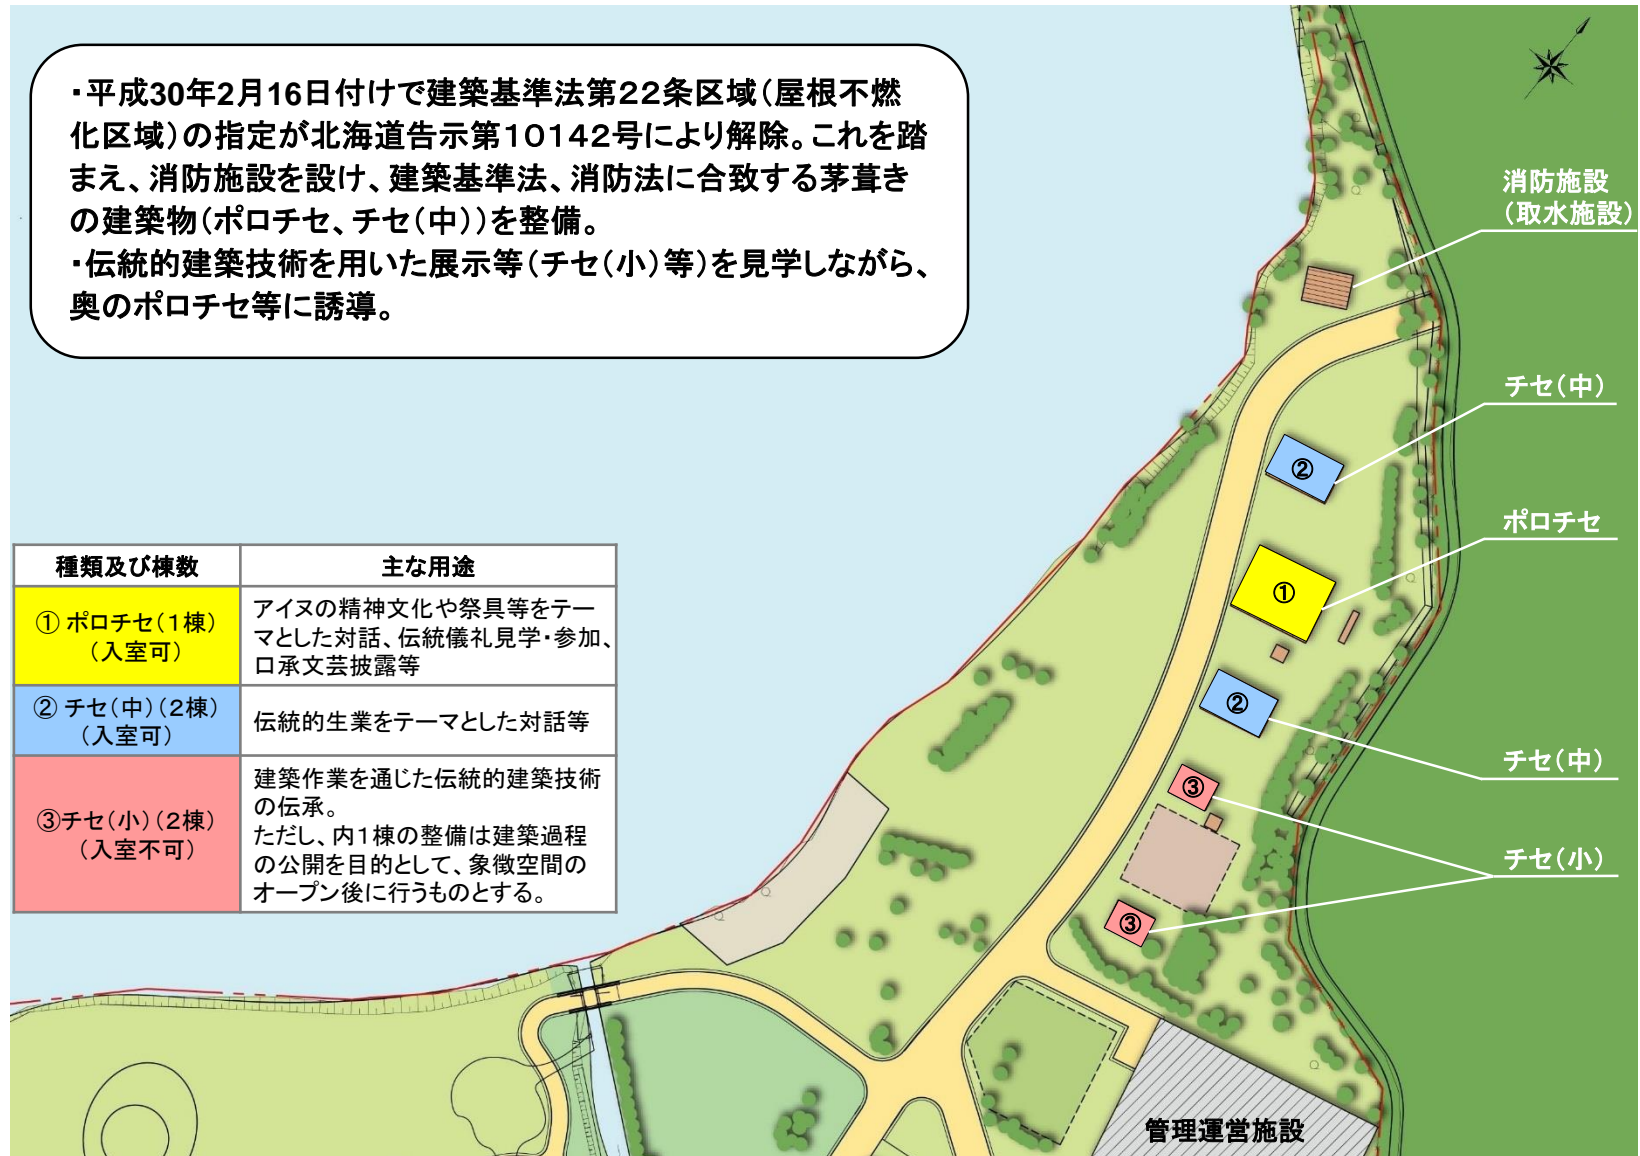 ・平成30年2月16日付けで建築基準法第22条区域（屋根不燃
化区域）の指定が北海道告示第10142号により解除。これを踏
まえ、消防施設を設け、建築基準法、消防法に合致する茅葺き
の建築物（ポロチセ、チセ（中））を整備。
・伝統的建築技術を用いた展示等（チセ（小）等）を見学しながら、
奥のポロチセ等に誘導。
消防施設
（取水施設）
チセ（中）
②
ポロチセ
①
②
チセ（中）
③
チセ（小）
③
管理運営施設
種類及び棟数
主な用途
① ポロチセ（1棟）
（入室可）
アイヌの精神文化や祭具等をテー
マとした対話、伝統儀礼見学・参加、
口承文芸披露等
② チセ（中）（2棟）
（入室可）
伝統的生業をテーマとした対話等
③チセ（小）（2棟）
（入室不可）
建築作業を通じた伝統的建築技術
の伝承。
ただし、内1棟の整備は建築過程
の公開を目的として、象徴空間の
オープン後に行うものとする。